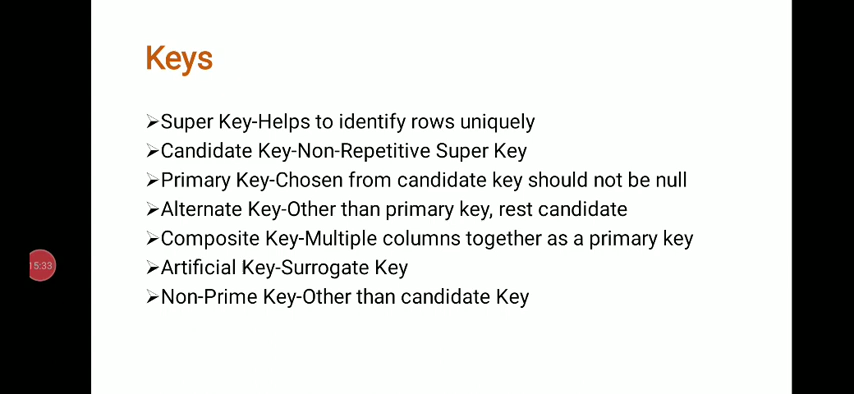 Keys
➢Super Key-Helps to identify rows uniquely
➢Candidate Key-Non-Repetitive Super Key
➢Primary Key-Chosen from candidate key should not be null
➢Alternate Key-Other than primary key, rest candidate
➢Composite Key-Multiple columns together as a primary key
15:33
➢Artificial Key-Surrogate Key
➢Non-Prime Key-Other than candidate Key